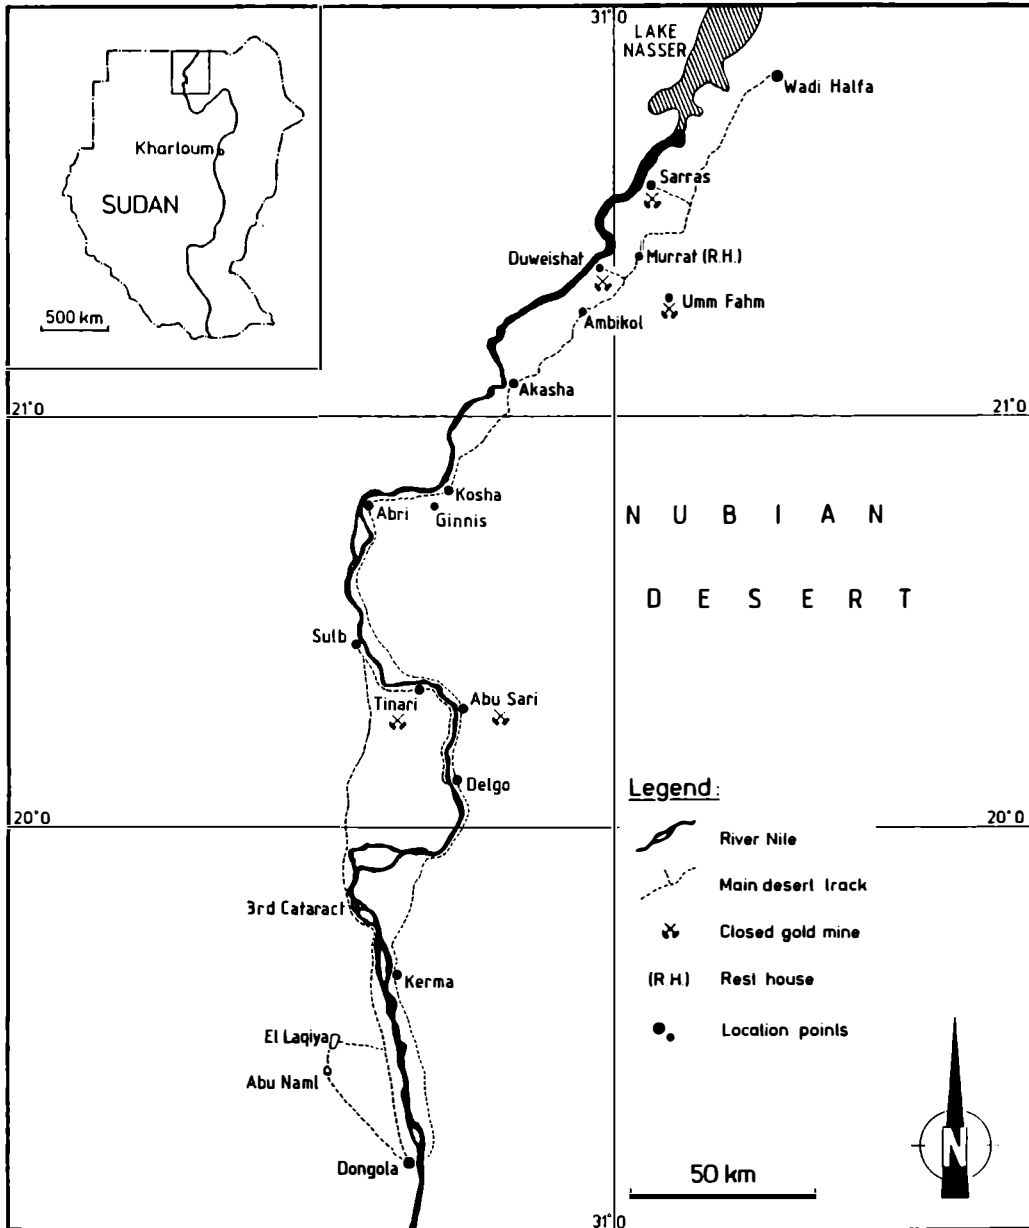 31°0
LAKE
NASSER
Wadi Halfa
Khartoum
SUDAN
500 km
Sarras
Duweishat
Murrat (R.H.)
Umm Fahm
Ambikol
Akasha
21°0
21°0
Kosha
Abri
Ginnis
NUBIAN
DESERT
Sulb
Tinari
Abu Sari
Delgo
20°0
20°0
Legend:
River Nile
Main desert track
3rd Cataract
Closed gold mine
Kerma
(R.H.) Rest house
Location points
El Laqiya
Abu Naml
Dongola
50 km
N
31°0